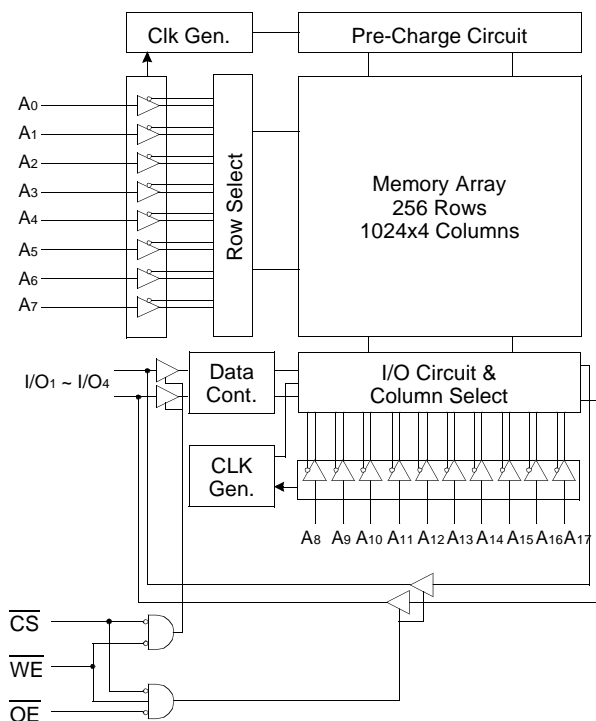 Clk Gen.
Pre-Charge Circuit
A0
A1
A2
A3
A4
A5
A6
A7
Row Select
Memory Array
256 Rows
1024x4 Columns
I/O1 ~ I/O4
Data
Cont.
I/O Circuit &
Column Select
CLK
Gen.
A8 A9 A10 A11 A12 A13 A14 A15 A16 A17
CS
WE
OE